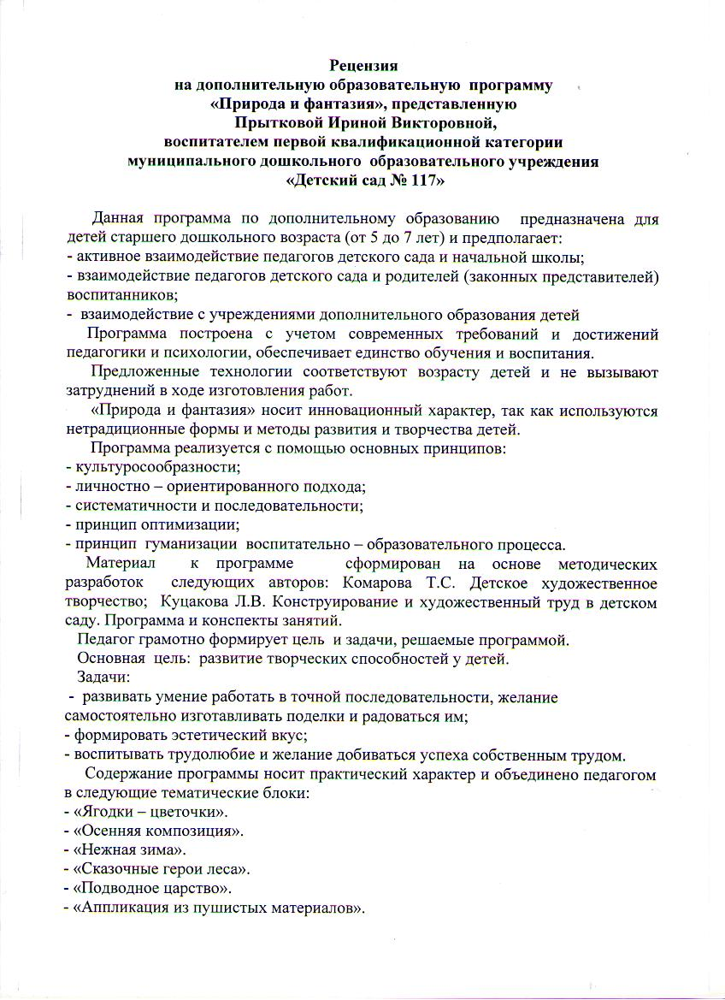 Рецензия
на дополнительную образовательную программу
«Природа и фантазия», представленную
Прытковой Ириной Викторовной,
воспитателем первой квалификационной категории
муниципального дошкольного образовательного учреждения
«Детский сад № 117»
Данная программа по дополнительному образованию предназначена для
детей старшего дошкольного возраста (от 5 до 7 лет) и предполагает:
- активное взаимодействие педагогов детского сада и начальной школы;
- взаимодействие педагогов детского сада и родителей (законных представителей)
воспитанников;
- взаимодействие с учреждениями дополнительного образования детей
Программа построена с учетом современных требований и достижений
педагогики и психологии, обеспечивает единство обучения и воспитания.
Предложенные технологии соответствуют возрасту детей и не вызывают
затруднений в ходе изготовления работ.
«Природа и фантазия» носит инновационный характер, так как используются
нетрадиционные формы и методы развития и творчества детей.
Программа реализуется с помощью основных принципов:
- культуросообразности;
- личностно – ориентированного подхода;
- систематичности и последовательности;
- принцип оптимизации;
- принцип гуманизации воспитательно – образовательного процесса.
Материал к программе сформирован на основе методических
разработок следующих авторов: Комарова Т.С. Детское художественное
творчество; Куцакова Л.В. Конструирование и художественный труд в детском
саду. Программа и конспекты занятий.
Педагог грамотно формирует цель и задачи, решаемые программой.
Основная цель: развитие творческих способностей у детей.
Задачи:
- развивать умение работать в точной последовательности, желание
самостоятельно изготавливать поделки и радоваться им;
- формировать эстетический вкус;
- воспитывать трудолюбие и желание добиваться успеха собственным трудом.
Содержание программы носит практический характер и объединено педагогом
в следующие тематические блоки:
- «Ягодки – цветочки».
- «Осенняя композиция».
- «Нежная зима».
- «Сказочные герои леса».
- «Подводное царство».
- «Аппликация из пушистых материалов».